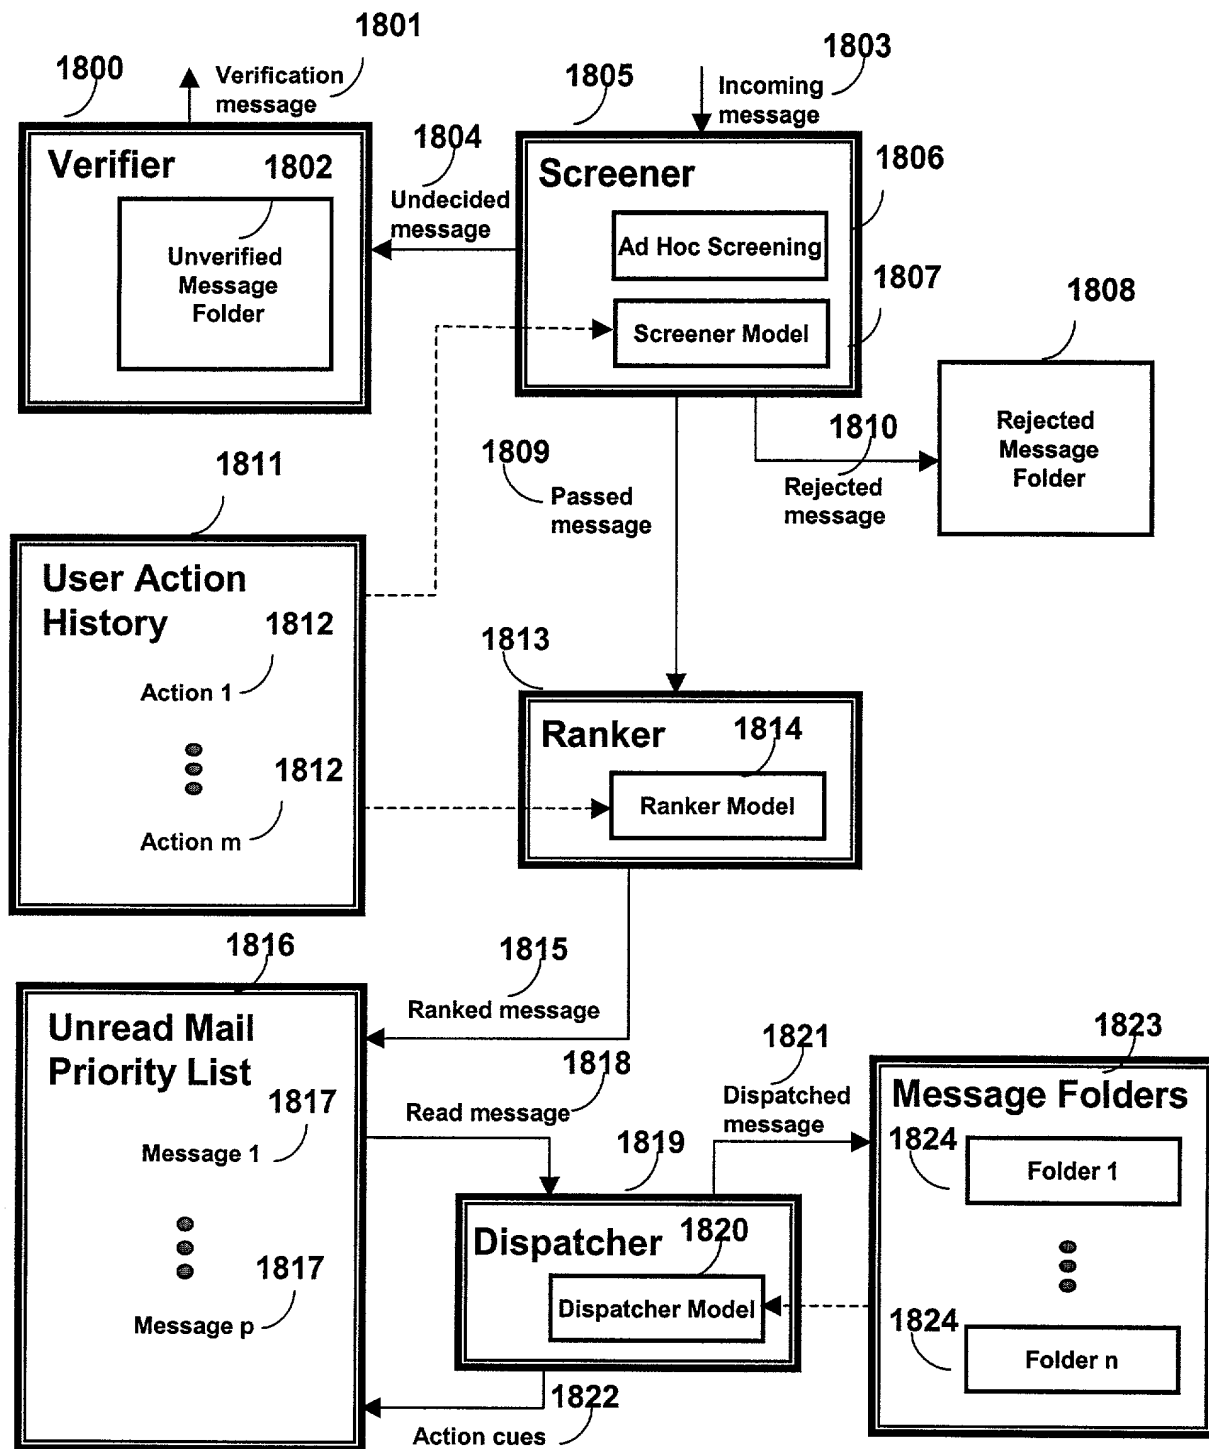 1801
1803
1800
Verification
message
1805
Incoming
message
1804
1806
Verifier
1802
Screener
Undecided
message
Ad Hoc Screening
Unverified
Message
Folder
1807
1808
Screener Model
1810
Rejected
Message
Folder
1809
1811
Passed
message
Rejected
message
User Action
History
1812
1813
Action 1
1814
Ranker
1812
Ranker Model
Action m
1816
1815
Ranked message
Unread Mail
Priority List
1818
1821
1823
Read message
Dispatched
message
Message Folders
1817
1819
1824
Message 1
Folder 1
1820
Dispatcher
1817
Dispatcher Model
Message p
1824
Folder n
1822
Action cues